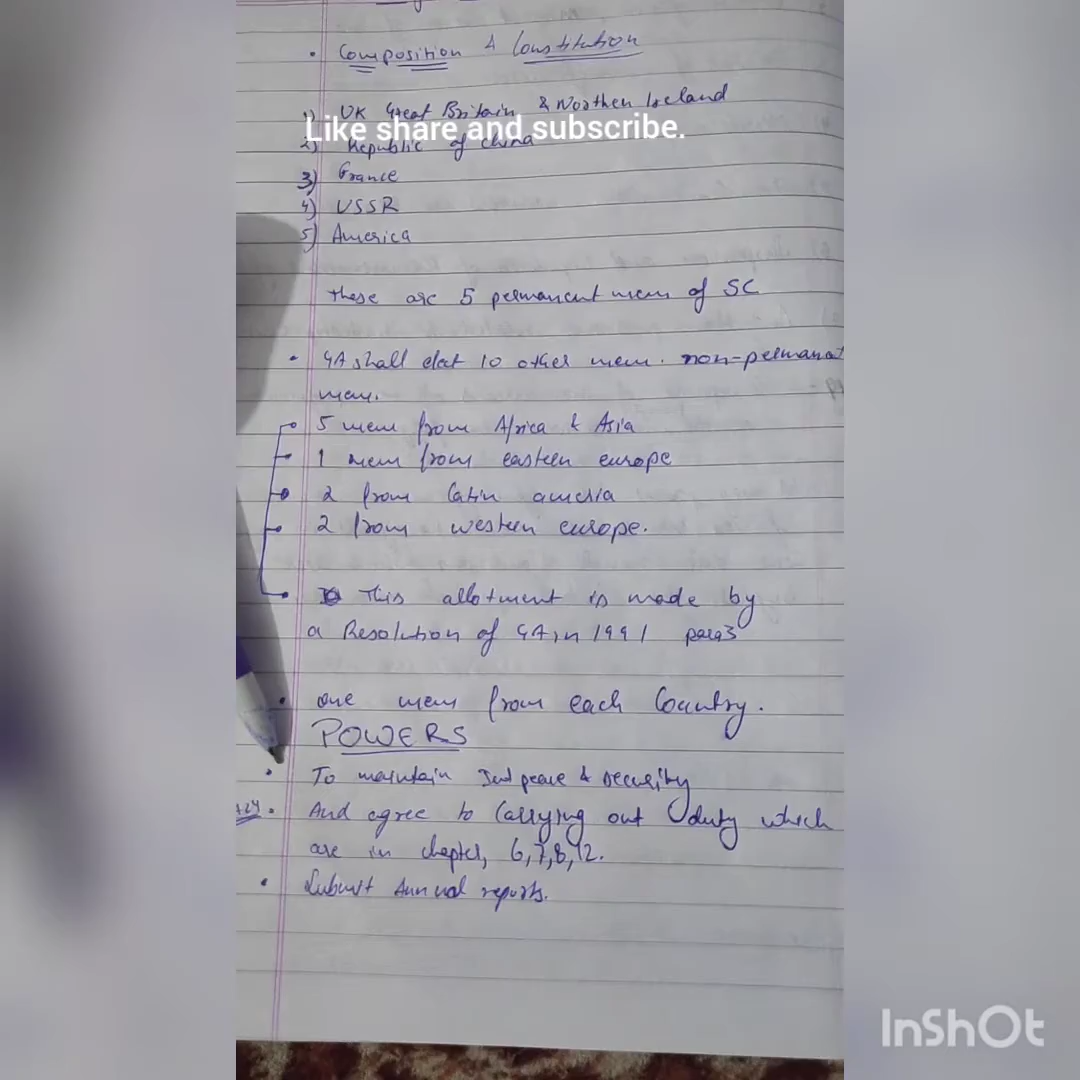 • Composition & Constitution
1) UK Great Britain & Northen Ireland
Like share and subscribe.
2) Republic of China
3) France
4) USSR
5) America
these are 5 permanent mem of SC
• GA shall elect 10 other mem. non-permanat
mem.
5 mem from Africa & Asia
1 mem from eastern europe
2 from latin ameria
2 from western europe.
This allotment is made by
a Resolution of GA in 1991 para3
• one mem from each Country.
POWERS
• To maintain Int peace & security
• And agree to Carrying out duty which
are in chapter, 6,7,8,12.
• Submit Annual reports.
InShOt